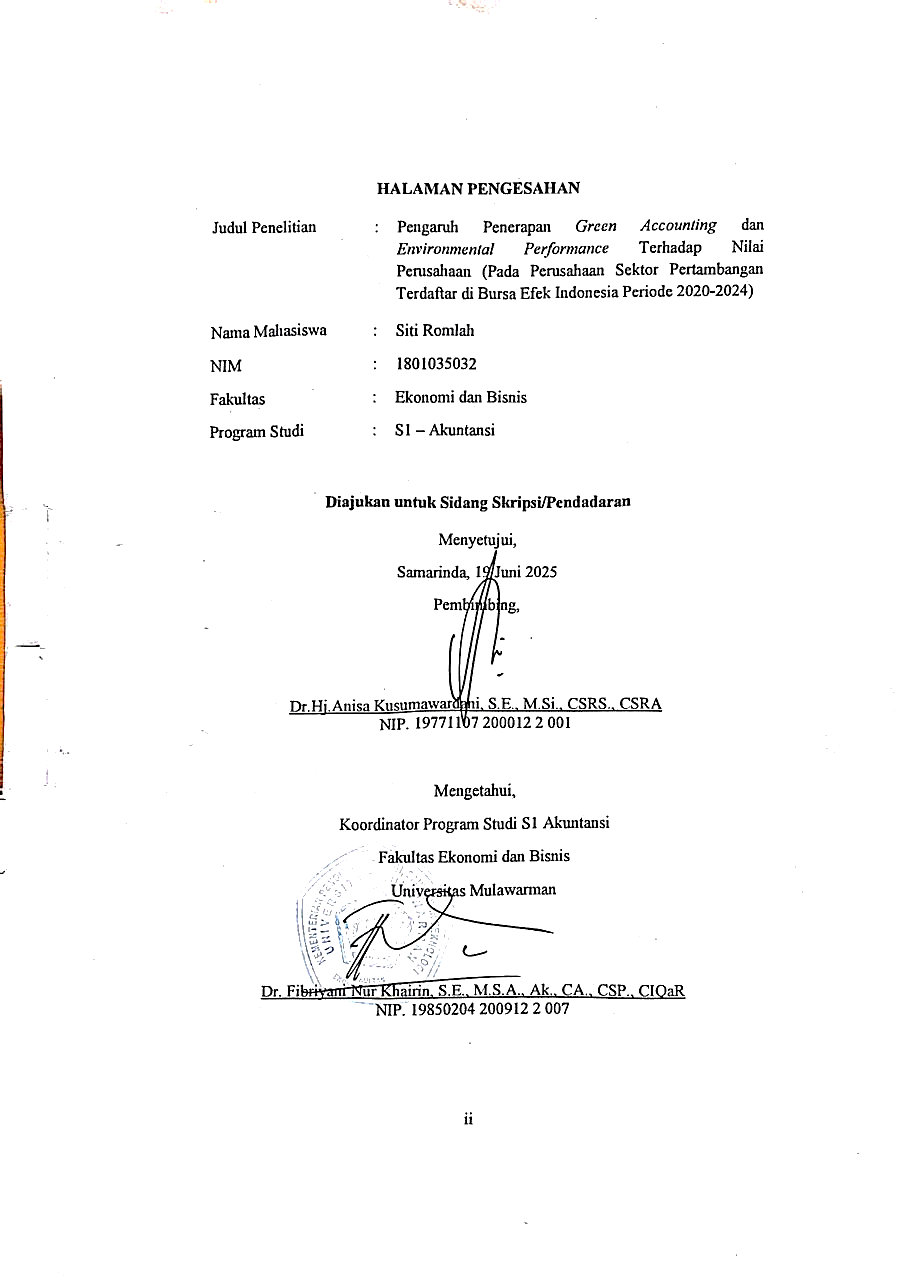 HALAMAN PENGESAHAN
Judul Penelitian : Pengaruh Penerapan Green Accounting dan
Environmental Performance Terhadap Nilai
Perusahaan (Pada Perusahaan Sektor Pertambangan
Terdaftar di Bursa Efek Indonesia Periode 2020-2024)
Nama Mahasiswa : Siti Romlah
NIM : 1801035032
Fakultas : Ekonomi dan Bisnis
Program Studi : S1 – Akuntansi
Diajukan untuk Sidang Skripsi/Pendadaran
Menyetujui,
Samarinda, 19 Juni 2025
Pembimbing,
Dr.Hj.Anisa Kusumawardani, S.E., M.Si., CSRS., CSRA
NIP. 19771107 200012 2 001
Mengetahui,
Koordinator Program Studi S1 Akuntansi
Fakultas Ekonomi dan Bisnis
Universitas Mulawarman
Dr. Fibriyani Nur Khairin, S.E., M.S.A., Ak., CA., CSP., CIQaR
NIP. 19850204 200912 2 007
ii